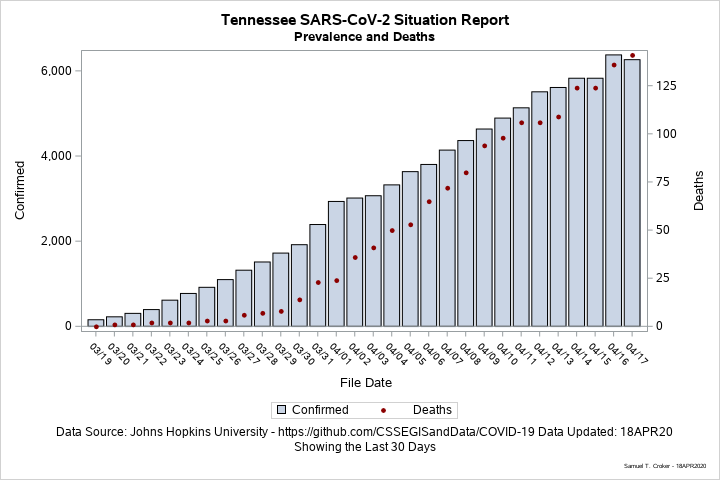 Tennessee SARS-CoV-2 Situation Report
Prevalence and Deaths
6,000
4,000
2,000
0
Confirmed
125
100
75
50
25
0
Deaths
03/19 03/20 03/21 03/22 03/23 03/24 03/25 03/26 03/27 03/28 03/29 03/30 03/31 04/01 04/02 04/03 04/04 04/05 04/06 04/07 04/08 04/09 04/10 04/11 04/12 04/13 04/14 04/15 04/16 04/17
File Date
Confirmed Deaths
Data Source: Johns Hopkins University - https://github.com/CSSEGISandData/COVID-19 Data Updated: 18APR20
Showing the Last 30 Days
Samuel T. Croker - 18APR2020